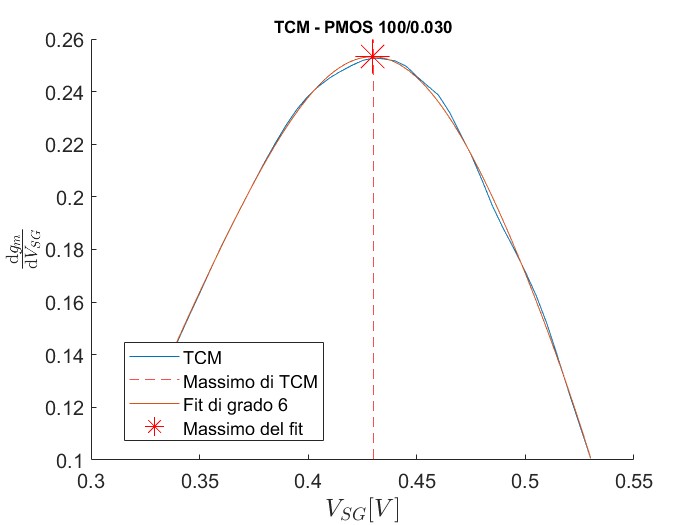 TCM - PMOS 100/0.030
0.26
0.24
0.22
0.2
0.18
0.16
0.14
0.12
0.1
dg_m
dV_SG
TCM
Massimo di TCM
Fit di grado 6
Massimo del fit
0.3 0.35 0.4 0.45 0.5 0.55
V_SG[V]